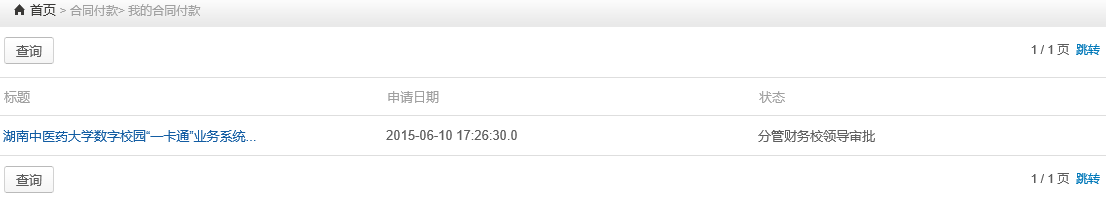 首页 > 合同付款> 我的合同付款
查询 1 / 1 页 跳转
标题 申请日期 状态
湖南中医药大学数字校园“一卡通”业务系统... 2015-06-10 17:26:30.0 分管财务校领导审批
查询 1 / 1 页 跳转